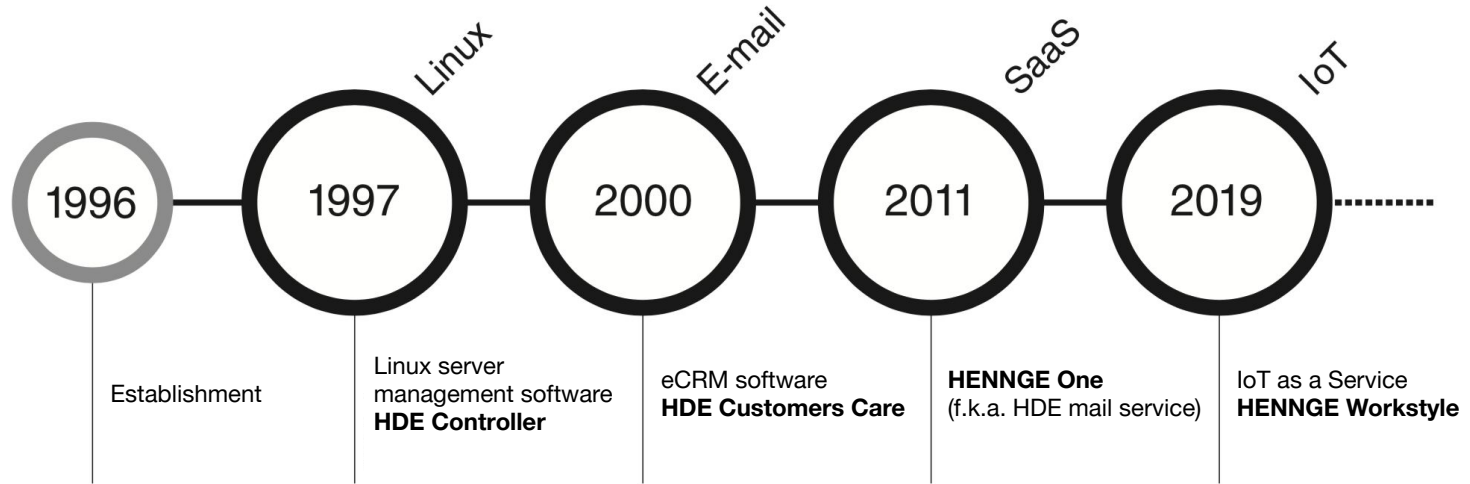 Linux
E-mail
SaaS
IoT
1996
1997
2000
2011
2019
Establishment
Linux server
management software
HDE Controller
eCRM software
HDE Customers Care
HENNGE One
(f.k.a. HDE mail service)
IoT as a Service
HENNGE Workstyle